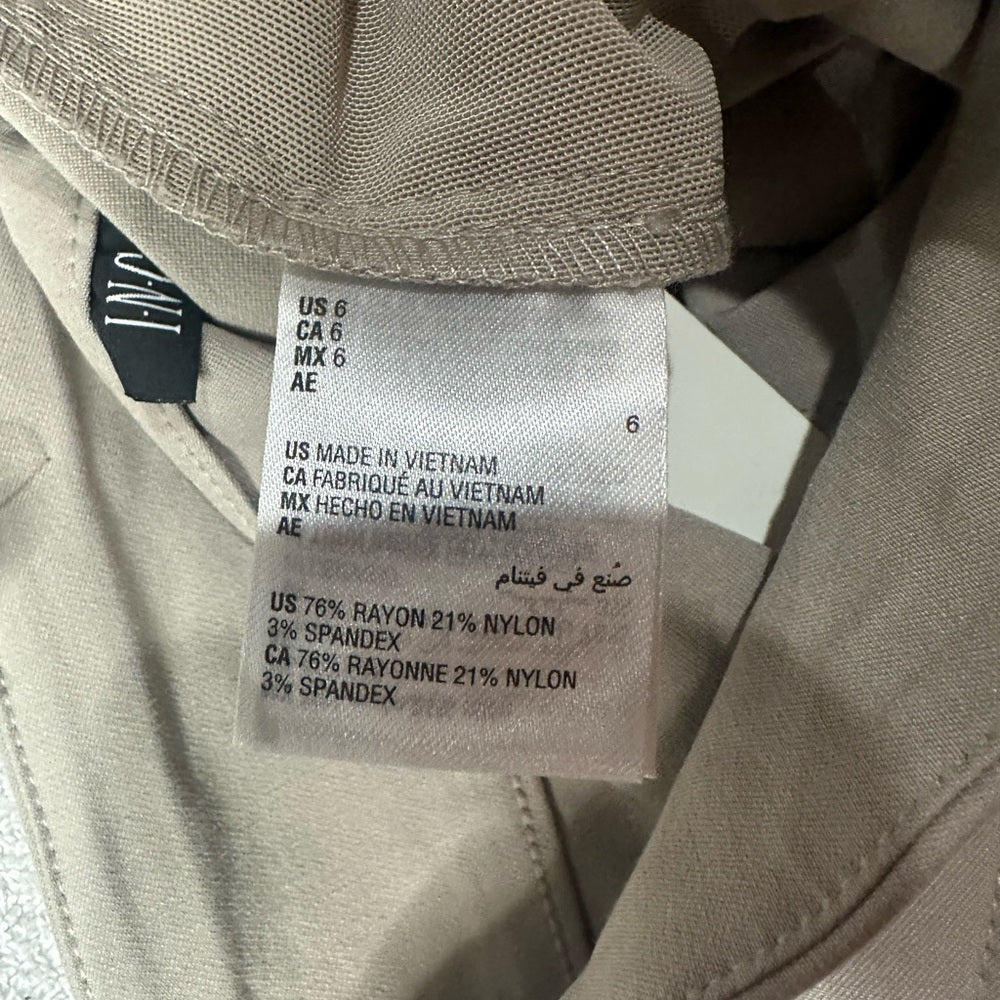 I·N·C
US 6
CA 6
MX 6
AE
6
US MADE IN VIETNAM
CA FABRIQUÉ AU VIETNAM
MX HECHO EN VIETNAM
AE
صُنع في فيتنام
US 76% RAYON 21% NYLON
3% SPANDEX
CA 76% RAYONNE 21% NYLON
3% SPANDEX